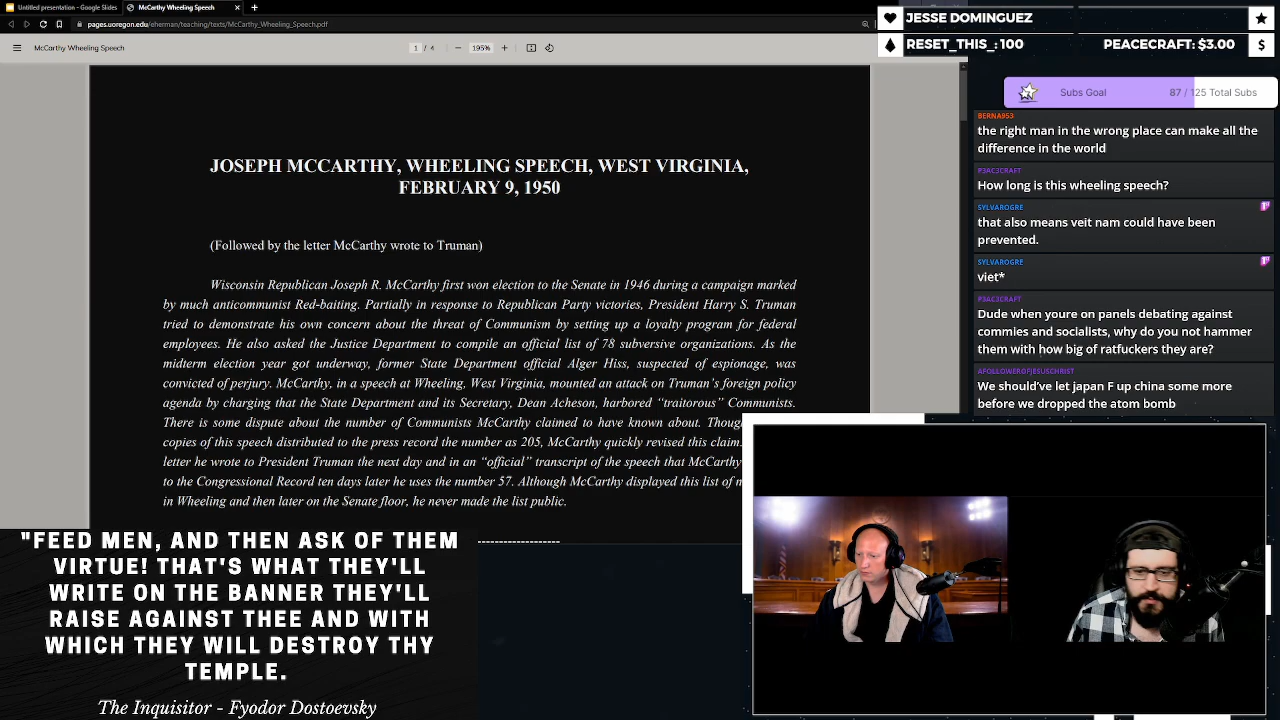 Untitled presentation - Google Slides
McCarthy Wheeling Speech
pages.uoregon.edu/eherman/teaching/texts/McCarthy_Wheeling_Speech.pdf
McCarthy Wheeling Speech
1 / 4
195%
JOSEPH MCCARTHY, WHEELING SPEECH, WEST VIRGINIA,
FEBRUARY 9, 1950
(Followed by the letter McCarthy wrote to Truman)
Wisconsin Republican Joseph R. McCarthy first won election to the Senate in 1946 during a campaign marked
by much anticommunist Red-baiting. Partially in response to Republican Party victories, President Harry S. Truman
tried to demonstrate his own concern about the threat of Communism by setting up a loyalty program for federal
employees. He also asked the Justice Department to compile an official list of 78 subversive organizations. As the
midterm election year got underway, former State Department official Alger Hiss, suspected of espionage, was
convicted of perjury. McCarthy, in a speech at Wheeling, West Virginia, mounted an attack on Truman's foreign policy
agenda by charging that the State Department and its Secretary, Dean Acheson, harbored “traitorous” Communists.
There is some dispute about the number of Communists McCarthy claimed to have known about. Thoug
copies of this speech distributed to the press record the number as 205, McCarthy quickly revised this claim.
letter he wrote to President Truman the next day and in an “official” transcript of the speech that McCarthy
to the Congressional Record ten days later he uses the number 57. Although McCarthy displayed this list of n
in Wheeling and then later on the Senate floor, he never made the list public.
-------------------
"FEED MEN, AND THEN ASK OF THEM
VIRTUE! THAT'S WHAT THEY'LL
WRITE ON THE BANNER THEY'LL
RAISE AGAINST THEE AND WITH
WHICH THEY WILL DESTROY THY
TEMPLE.
The Inquisitor - Fyodor Dostoevsky
JESSE DOMINGUEZ
RESET_THIS_: 100
PEACECRAFT: $3.00
$
Subs Goal
87 / 125 Total Subs
BERNA953
the right man in the wrong place can make all the
difference in the world
P3AC3CRAFT
How long is this wheeling speech?
SYLVAROGRE
that also means veit nam could have been
prevented.
SYLVAROGRE
viet*
P3AC3CRAFT
Dude when youre on panels debating against
commies and socialists, why do you not hammer
them with how big of ratfuckers they are?
AFOLLOWEROFJESUSCHRIST
We should've let japan F up china some more
before we dropped the atom bomb